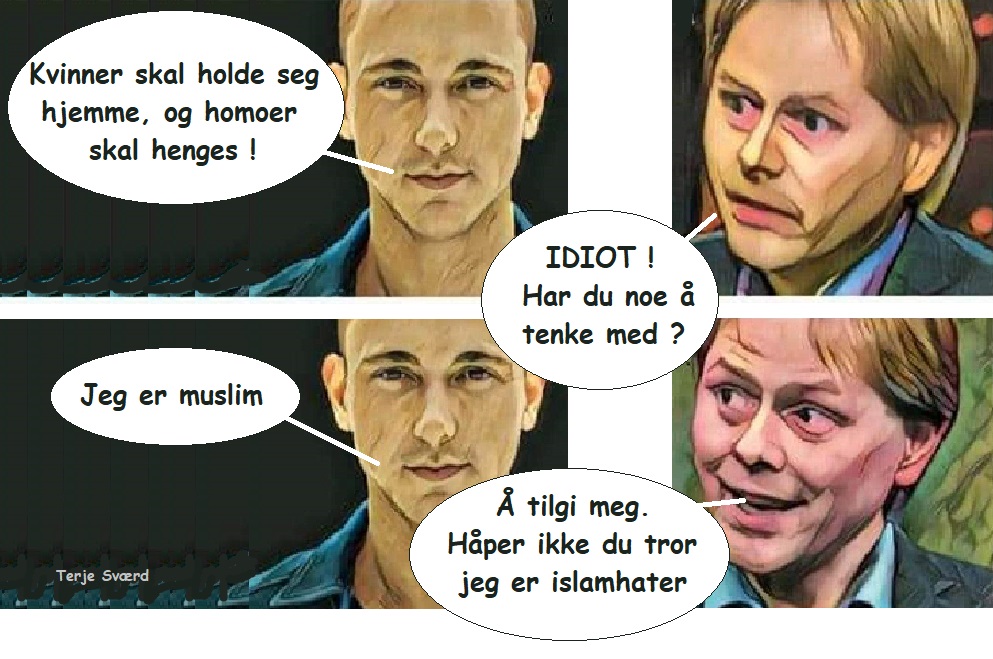 Kvinner skal holde seg
hjemme, og homoer
skal henges !
IDIOT !
Har du noe å
tenke med ?
Jeg er muslim
Å tilgi meg.
Håper ikke du tror
jeg er islamhater
Terje Sværd